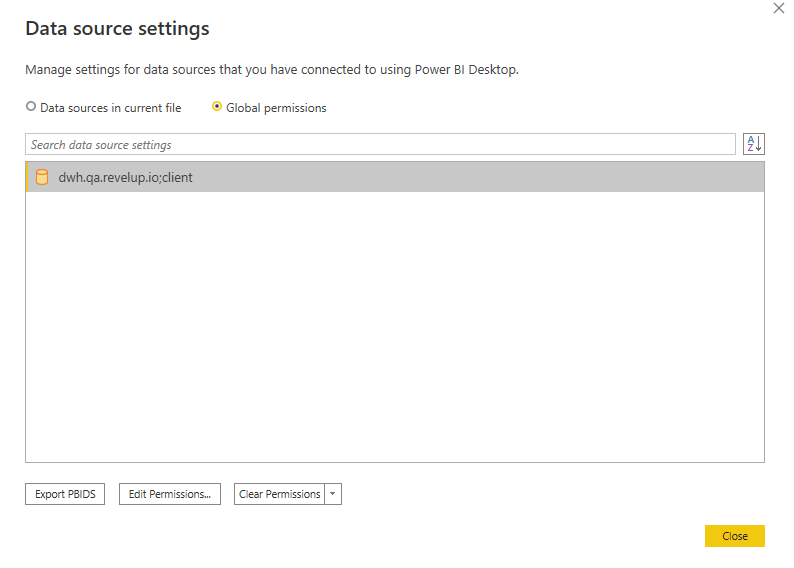 Data source settings
Manage settings for data sources that you have connected to using Power BI Desktop.
Data sources in current file Global permissions
Search data source settings
A
Z
dwh.qa.revelup.io;client
Export PBIDS Edit Permissions... Clear Permissions
Close